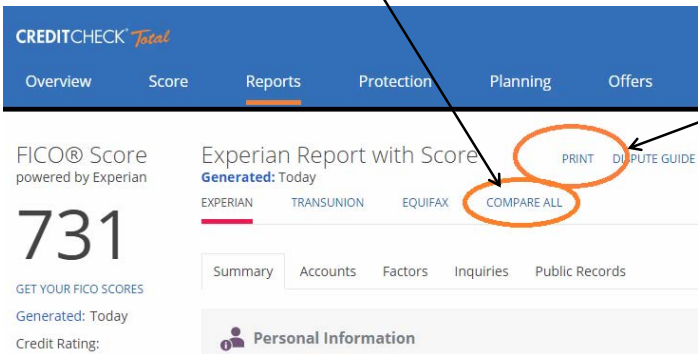 CREDITCHECK® Total
Overview Score Reports Protection Planning Offers
FICO® Score
powered by Experian
731
GET YOUR FICO SCORES
Generated: Today
Credit Rating:
Experian Report with Score
PRINT DISPUTE GUIDE
Generated: Today
EXPERIAN TRANSUNION EQUIFAX COMPARE ALL
Summary Accounts Factors Inquiries Public Records
Personal Information